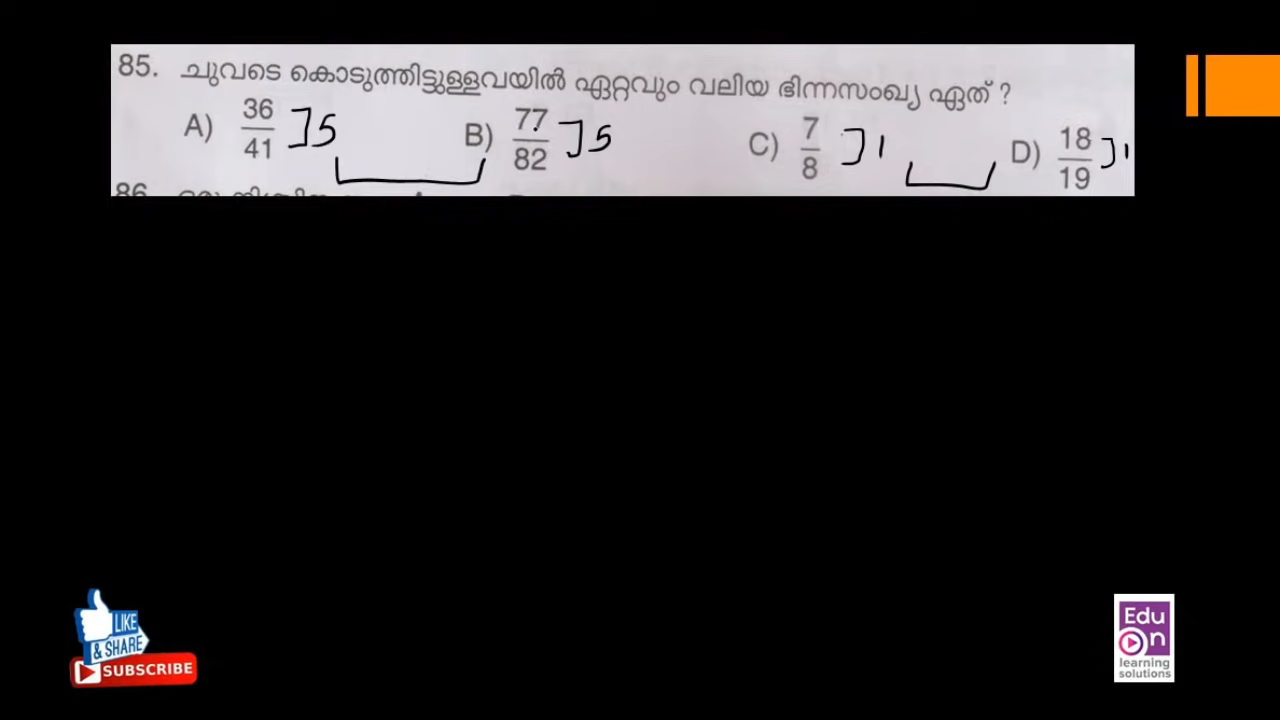 85. ചുവടെ കൊടുത്തിട്ടുള്ളവയിൽ ഏറ്റവും വലിയ ഭിന്നസംഖ്യ ഏത് ?
A) 36/41 ]5 B) 77/82 ]5 C) 7/8 ]1 D) 18/19 ]1
86.
LIKE
& SHARE
SUBSCRIBE
Edu
On
learning
solutions